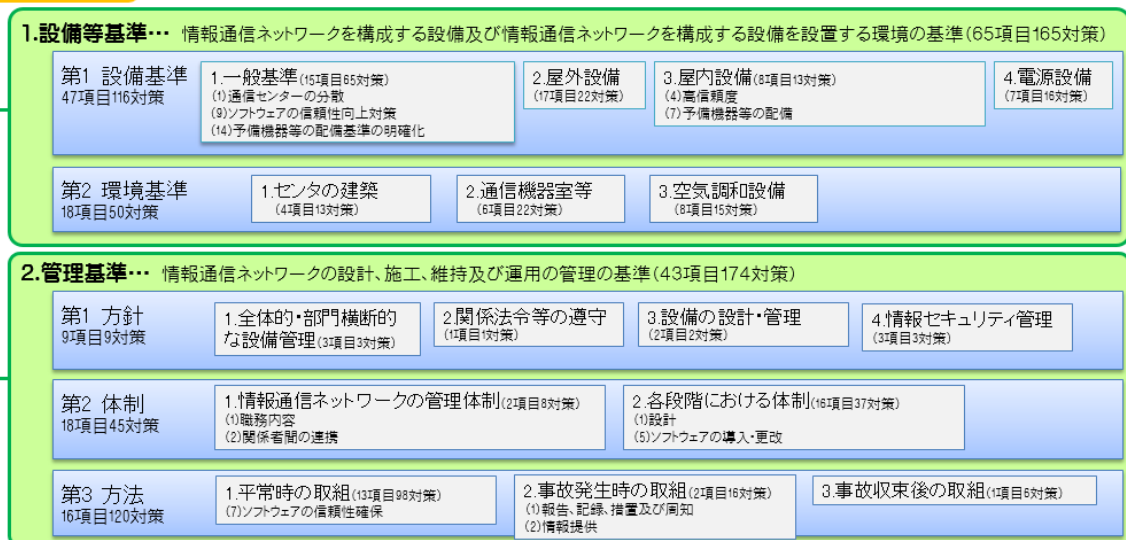 1.設備等基準… 情報通信ネットワークを構成する設備及び情報通信ネットワークを構成する設備を設置する環境の基準(65項目165対策)
第1 設備基準
47項目116対策
1.一般基準(15項目65対策)
(1)通信センターの分散
(9)ソフトウェアの信頼性向上対策
(14)予備機器等の配備基準の明確化
2.屋外設備
(17項目22対策)
3.屋内設備(8項目13対策)
(4)高信頼度
(7)予備機器等の配備
4.電源設備
(7項目16対策)
第2 環境基準
18項目50対策
1.センタの建築
(4項目13対策)
2.通信機器室等
(6項目22対策)
3.空気調和設備
(8項目15対策)
2.管理基準… 情報通信ネットワークの設計、施工、維持及び運用の管理の基準(43項目174対策)
第1 方針
9項目9対策
1.全体的・部門横断的
な設備管理(3項目3対策)
2.関係法令等の遵守
(1項目1対策)
3.設備の設計・管理
(2項目2対策)
4.情報セキュリティ管理
(3項目3対策)
第2 体制
18項目45対策
1.情報通信ネットワークの管理体制(2項目8対策)
(1)職務内容
(2)関係者間の連携
2.各段階における体制(16項目37対策)
(1)設計
(5)ソフトウェアの導入・更改
第3 方法
16項目120対策
1.平常時の取組(13項目98対策)
(7)ソフトウェアの信頼性確保
2.事故発生時の取組(2項目16対策)
(1)報告、記録、措置及び周知
(2)情報提供
3.事故収束後の取組(1項目6対策)